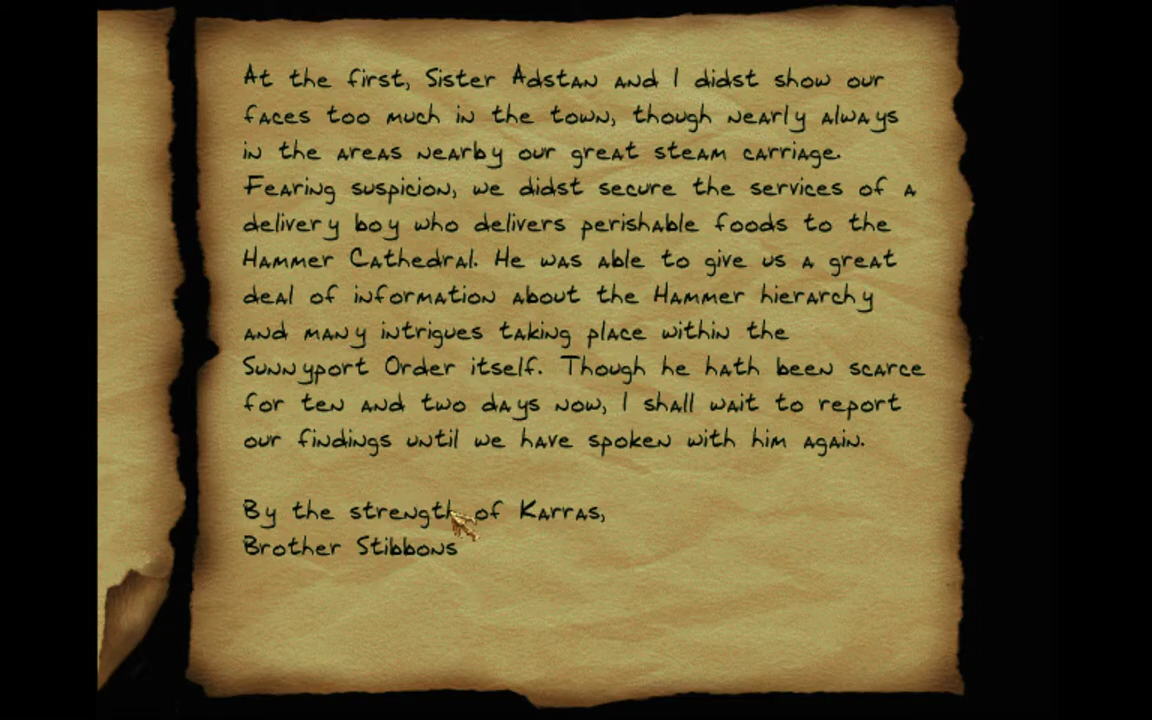 At the first, Sister Adstan and I didst show our
faces too much in the town, though nearly always
in the areas nearby our great steam carriage.
Fearing suspicion, we didst secure the services of a
delivery boy who delivers perishable foods to the
Hammer Cathedral. He was able to give us a great
deal of information about the Hammer hierarchy
and many intrigues taking place within the
Sunnyport Order itself. Though he hath been scarce
for ten and two days now, I shall wait to report
our findings until we have spoken with him again.
By the strength of Karras,
Brother Stibbons